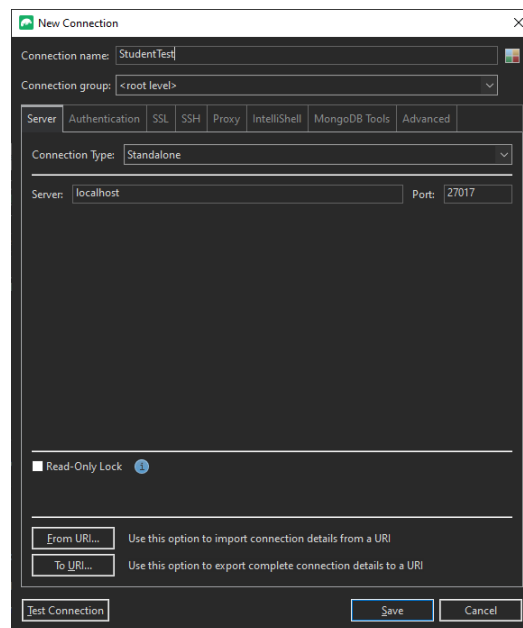 New Connection
Connection name: StudentTest
Connection group: <root level>
Server Authentication SSL SSH Proxy IntelliShell MongoDB Tools Advanced
Connection Type: Standalone
Server: localhost Port: 27017
Read-Only Lock
From URI... Use this option to import connection details from a URI
To URI... Use this option to export complete connection details to a URI
Test Connection Save Cancel